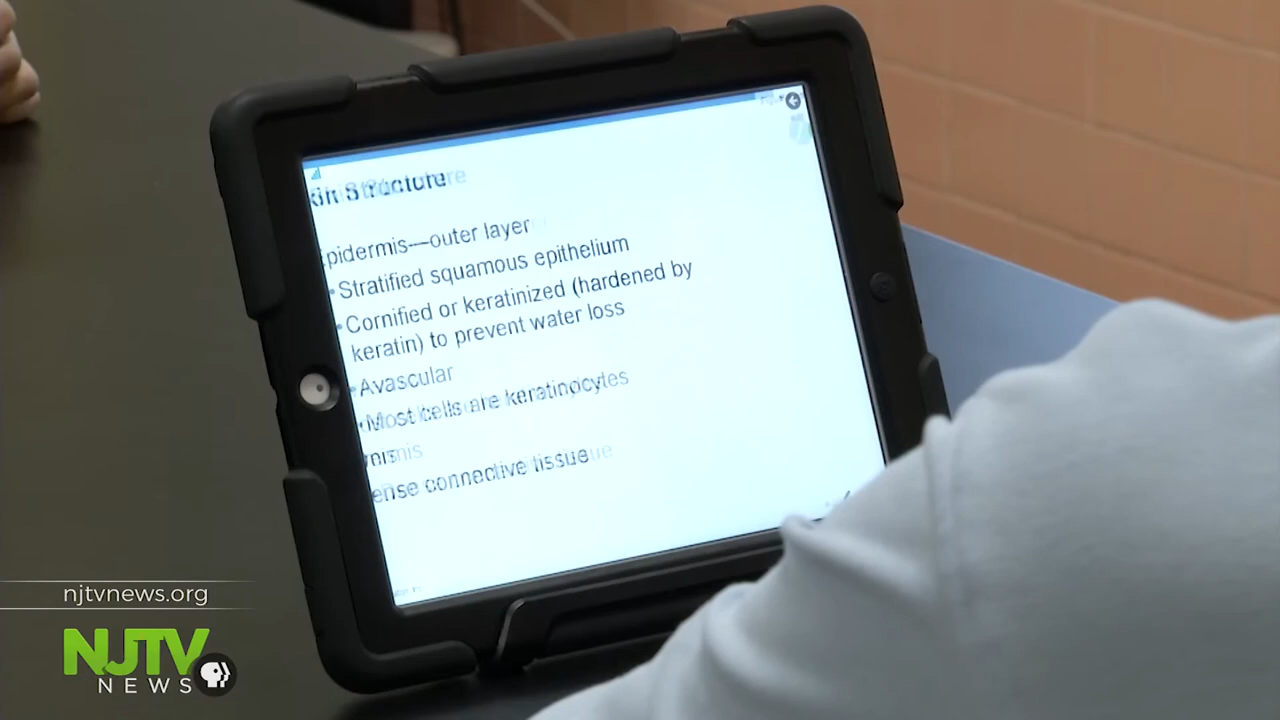 kin Structure
pidermis—outer layer
•Stratified squamous epithelium
•Cornified or keratinized (hardened by
keratin) to prevent water loss
•Avascular
•Most cells are keratinocytes
rmis
ense connective tissue
njtvnews.org
NJTV
NEWS